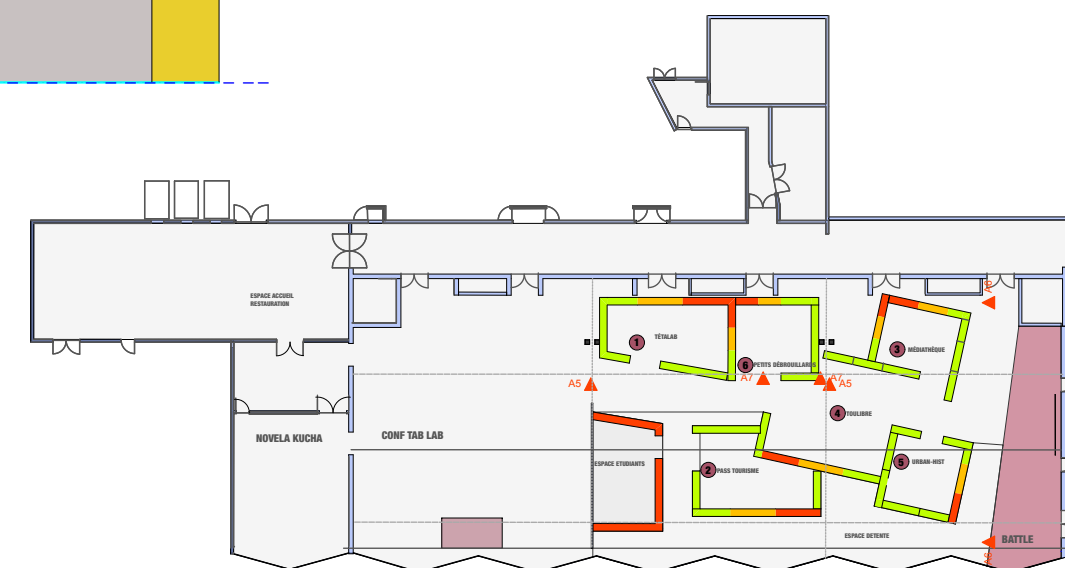 A6
ESPACE ACCUEIL
RESTAURATION
1 TÉTALAB
3 MÉDIATHÈQUE
6 PETITS DÉBROUILLARDS
A5
A7
A7
A5
4 TOULIBRE
NOVELA KUCHA
CONF TAB LAB
ESPACE ETUDIANTS
2 PASS TOURISME
5 URBAN-HIST
ESPACE DETENTE
BATTLE